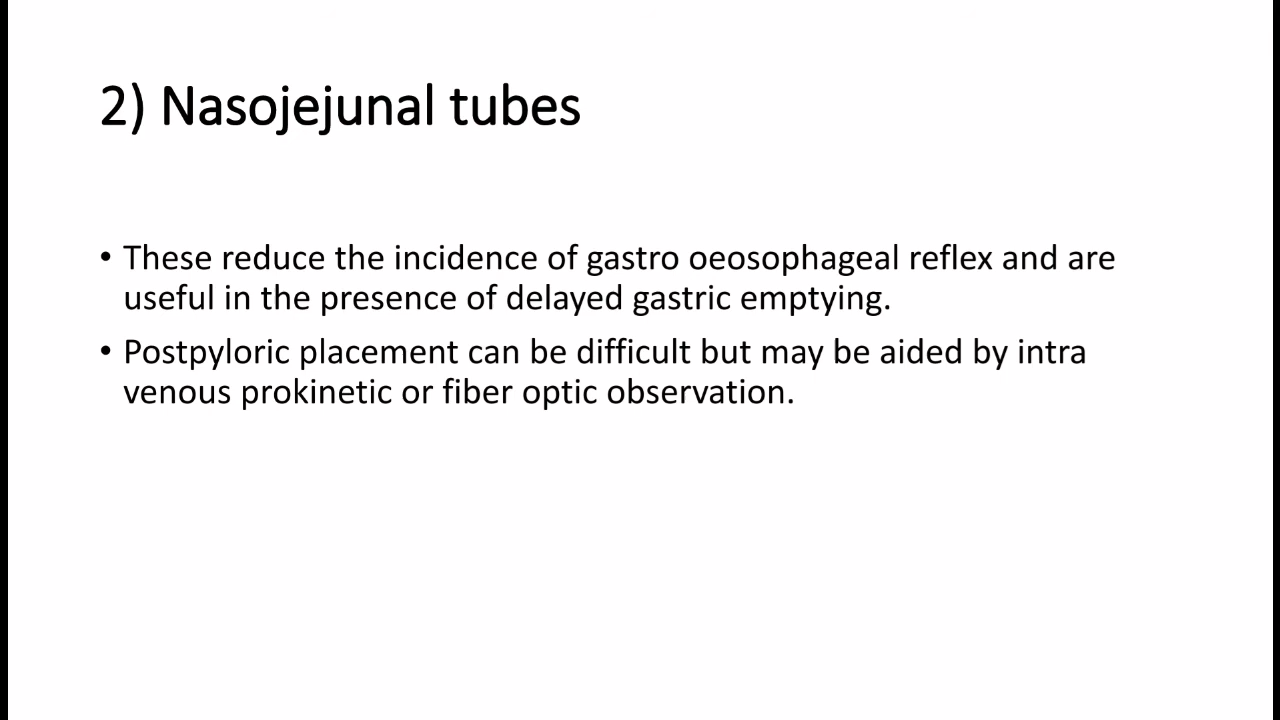 2) Nasojejunal tubes
• These reduce the incidence of gastro oeosophageal reflex and are
useful in the presence of delayed gastric emptying.
• Postpyloric placement can be difficult but may be aided by intra
venous prokinetic or fiber optic observation.